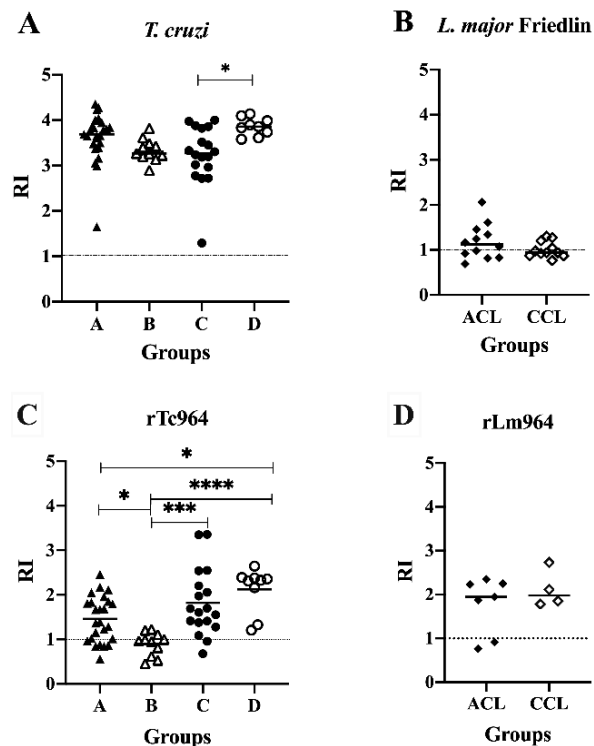 A
T. cruzi
*
5
4
3
2
1
0
RI
A B C D
Groups
B
L. major Friedlin
5
4
3
2
1
0
RI
ACL CCL
Groups
C
rTc964
*
****
* ***
5
4
3
2
1
0
RI
A B C D
Groups
D
rLm964
5
4
3
2
1
0
RI
ACL CCL
Groups